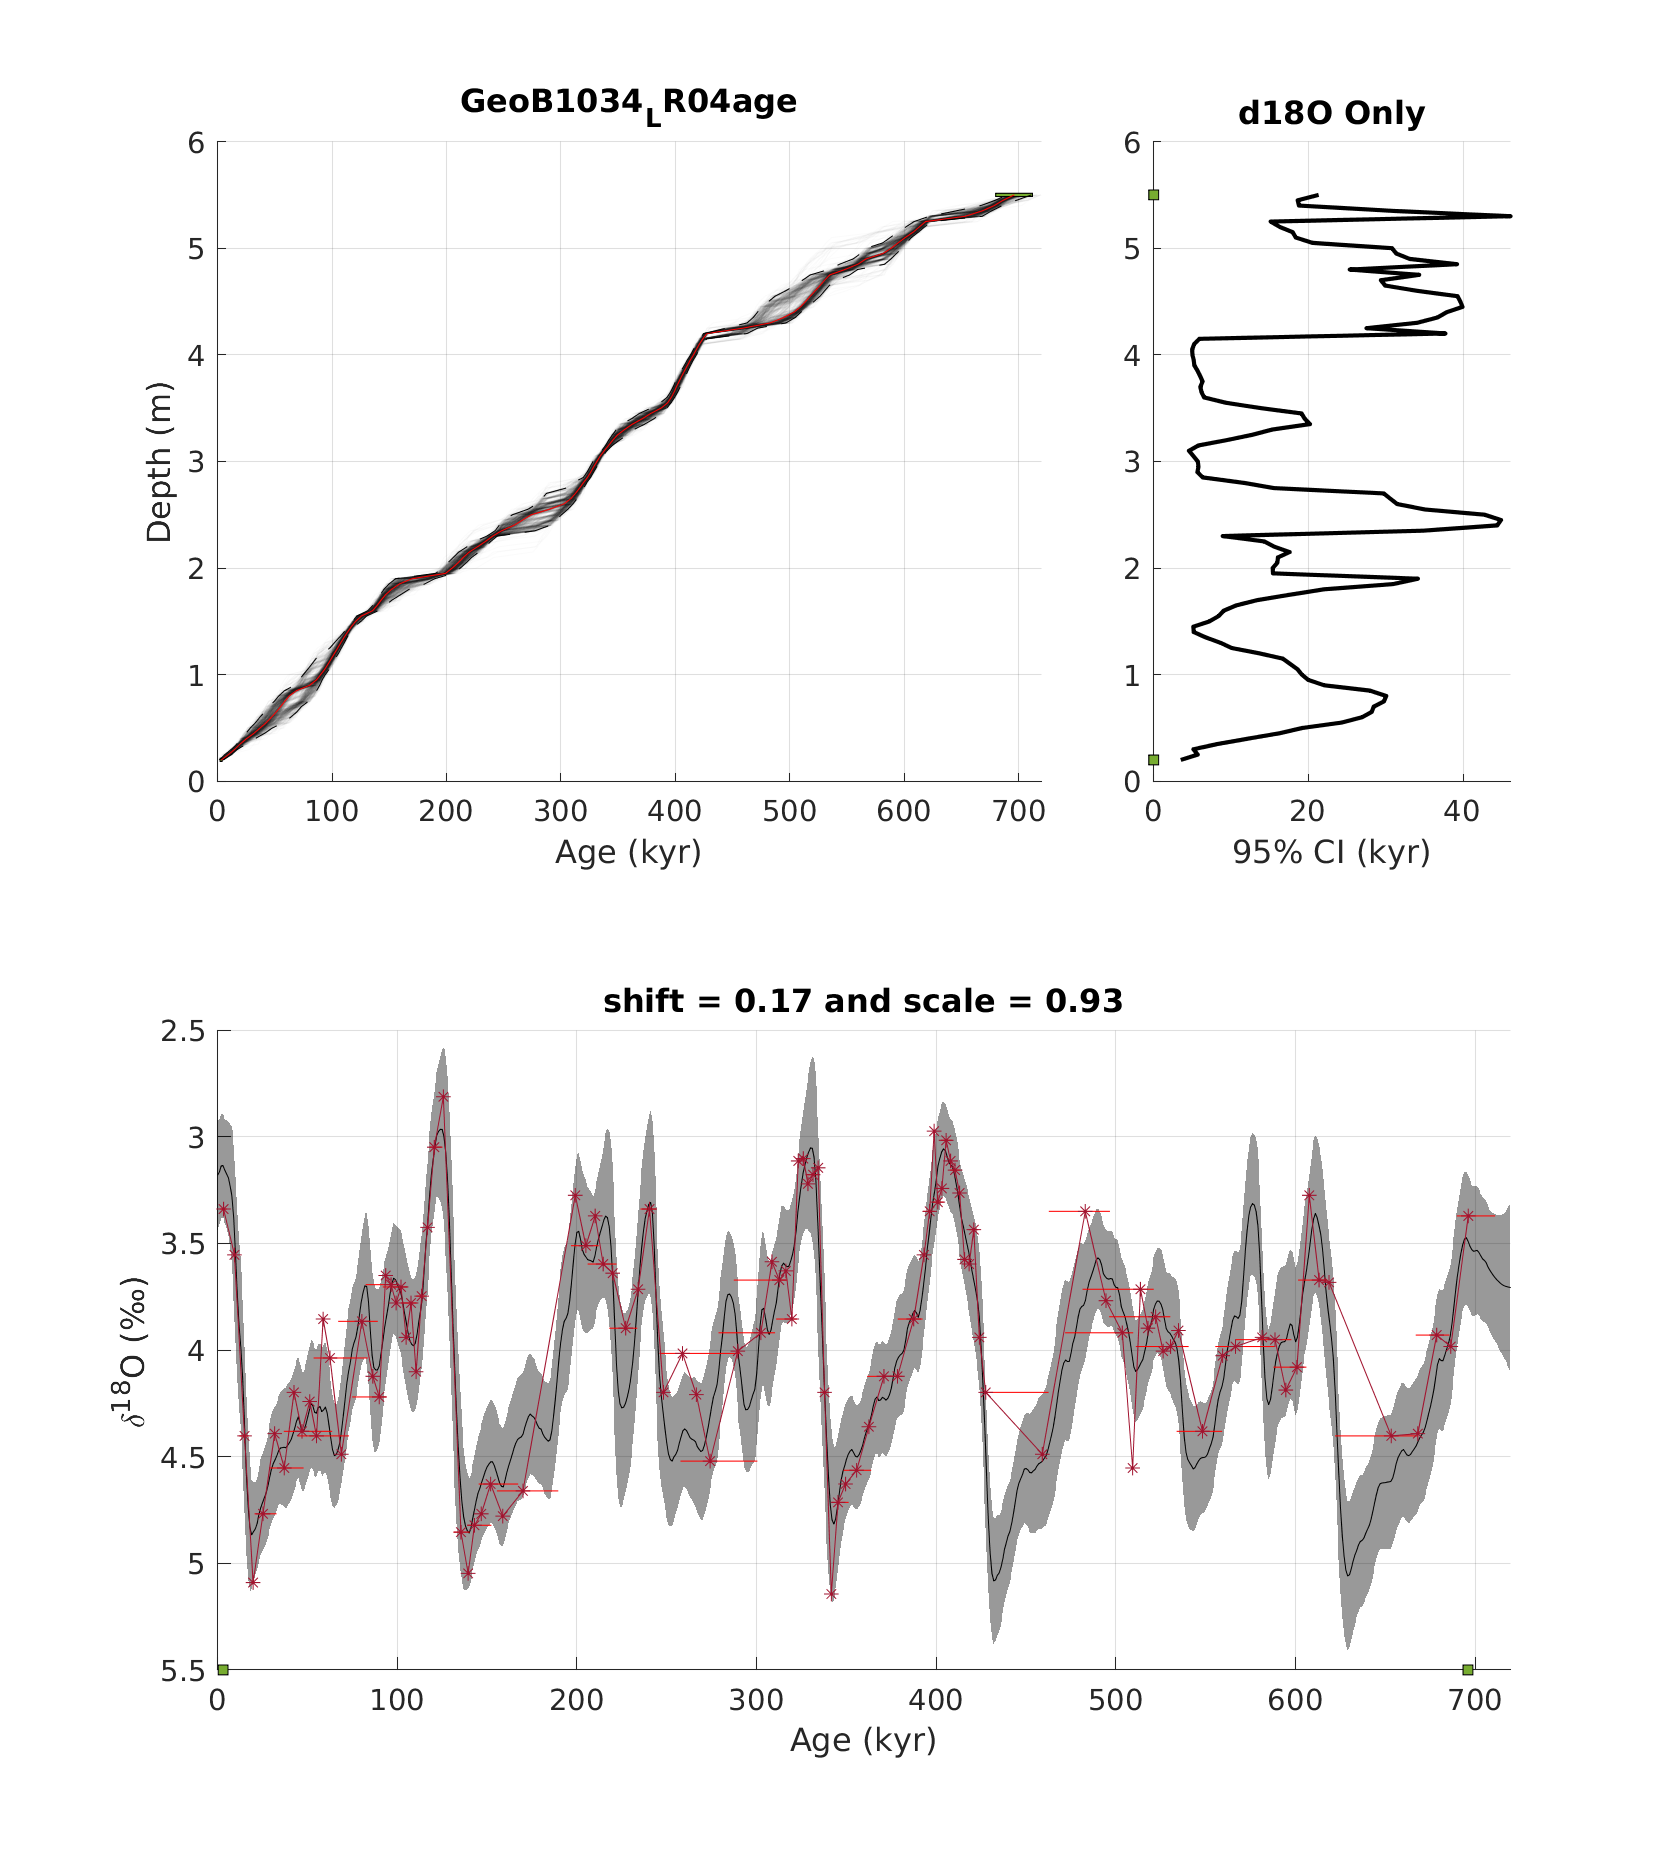 GeoB1034LR04age
6
5
4
3
2
1
0
0 100 200 300 400 500 600 700
Depth (m)
Age (kyr)
d18O Only
6
5
4
3
2
1
0
0 20 40
95% CI (kyr)
shift = 0.17 and scale = 0.93
2.5
3
3.5
4
4.5
5
5.5
0 100 200 300 400 500 600 700
δ18O (‰)
Age (kyr)